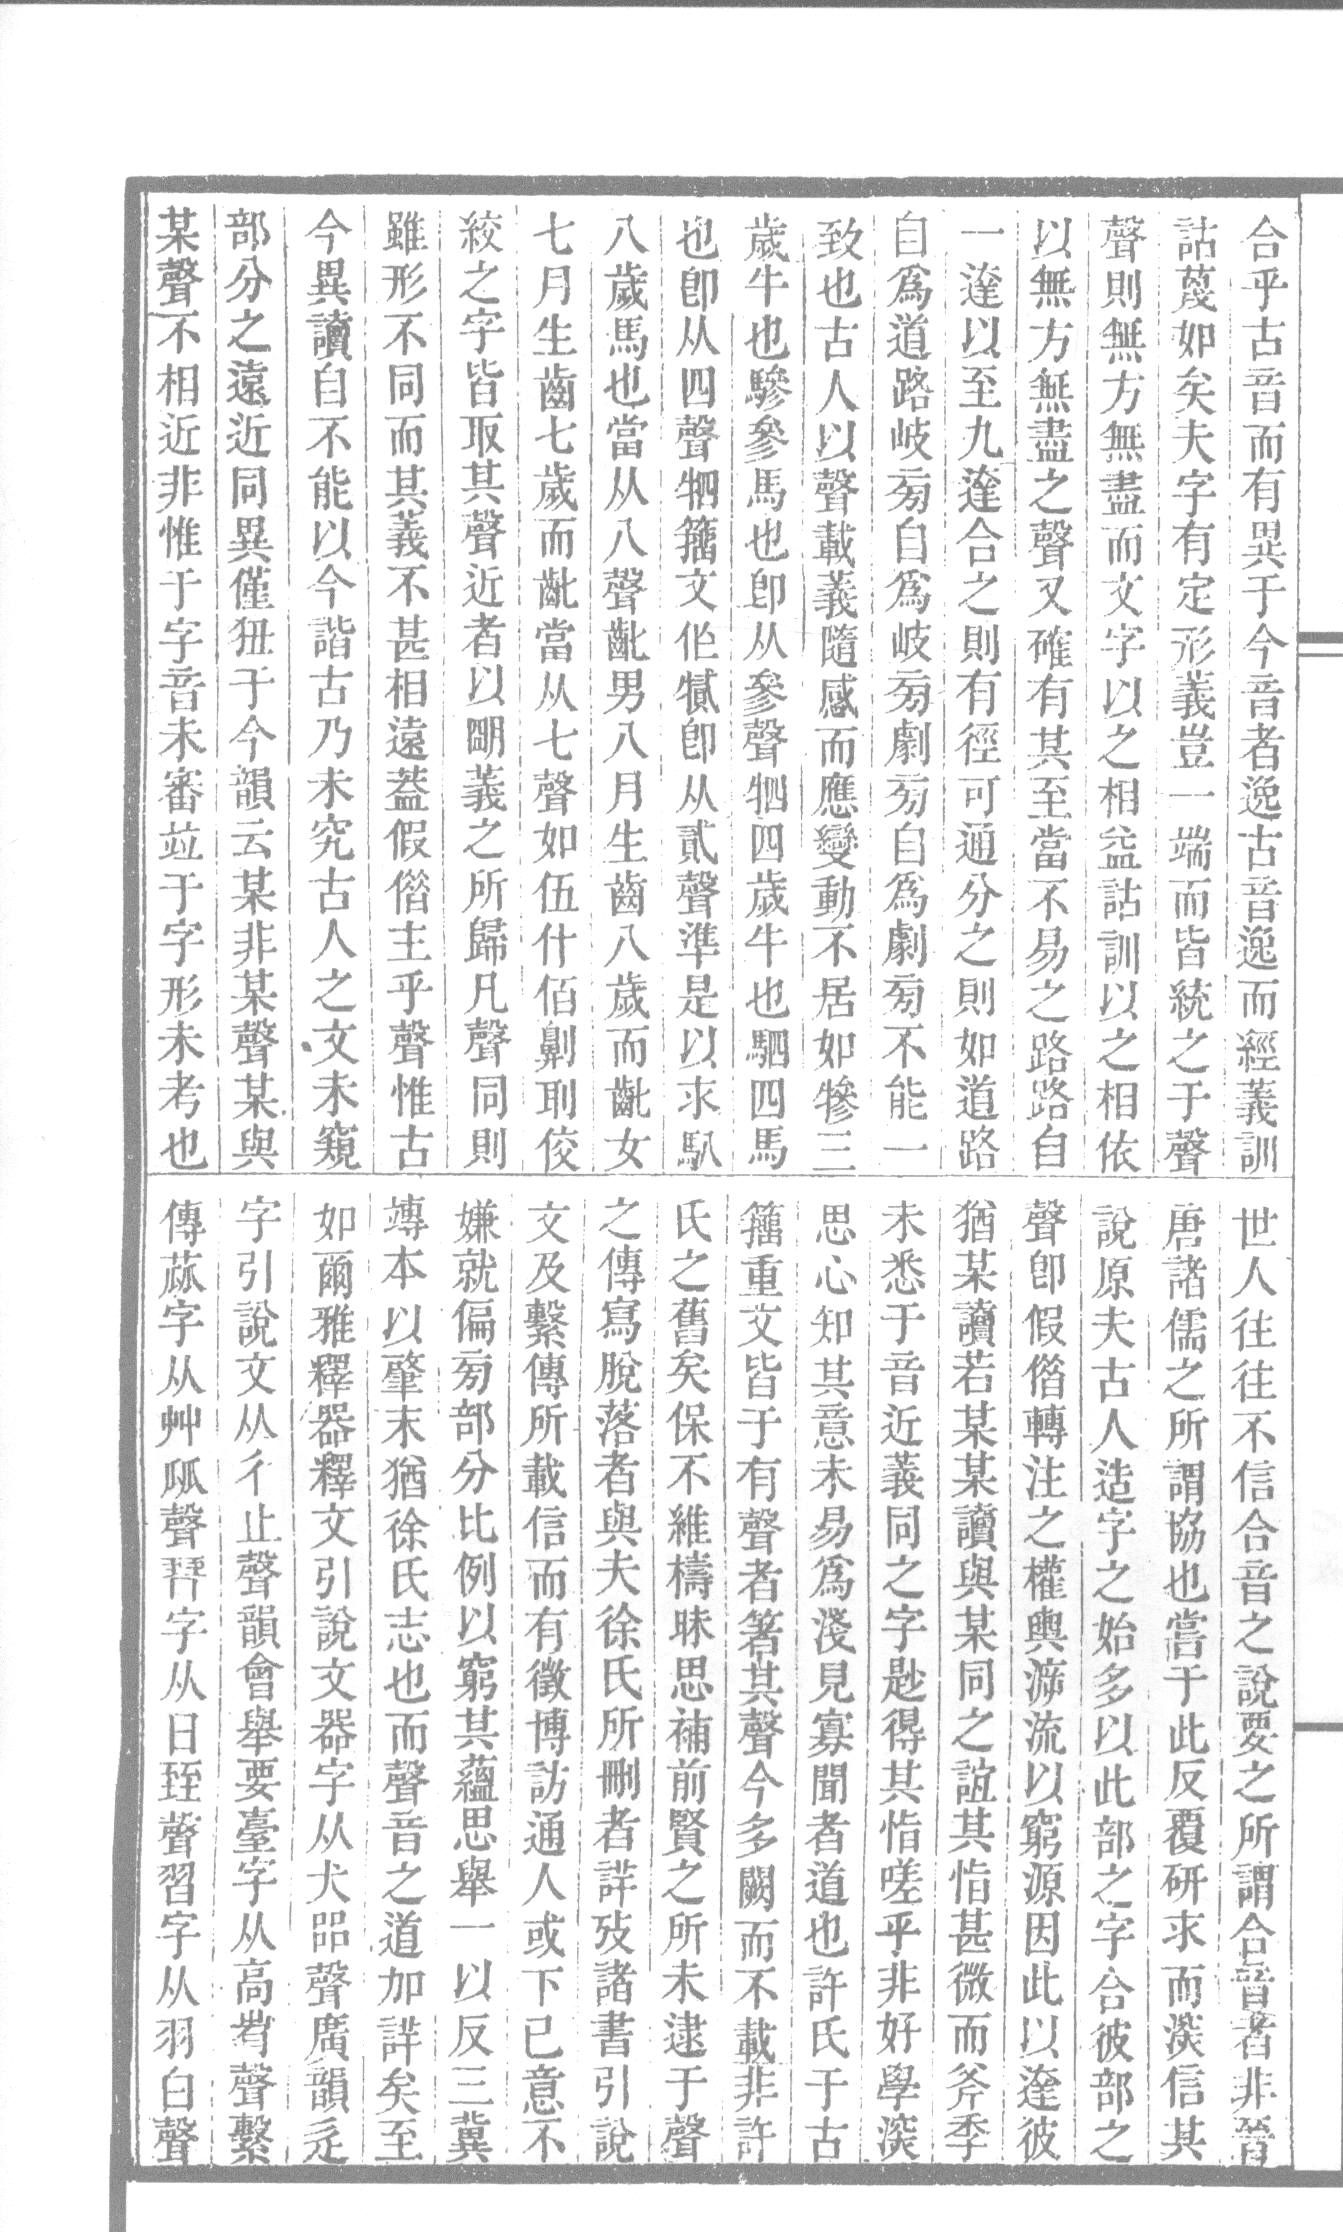 合乎古音而有異于今音者逸古音逸而經義訓
詁蔑如矣夫字有定形義豈一端而皆統之于聲
聲則無方無盡而文字以之相益詁訓以之相依
以無方無盡之聲又確有其至當不易之路路自
一達以至九達合之則有徑可通分之則如道路
自爲道路岐旁自爲岐旁劇旁自爲劇旁不能一
致也古人以聲載義隨感而應變動不居如犙三
歲牛也驂參馬也卽从參聲牭四歲牛也駟四馬
也卽从四聲牭籒文作樲卽从貳聲準是以求馭
八歲馬也當从八聲齔男八月生齒八歲而齔女
七月生齒七歲而齔當从七聲如伍什佰劓刵佼
絞之字皆取其聲近者以朙義之所歸凡聲同則
雖形不同而其義不甚相遠葢假僭主乎聲惟古
今異讀自不能以今諧古乃未究古人之文未窺
部分之遠近同異僅狃于今韻云某非某聲某與
某聲不相近非惟于字音未審竝于字形未考也
世人往往不信合音之說要之所謂合音者非晉
唐諸儒之所謂協也嘗于此反覆研求而湥信其
說原夫古人造字之始多以此部之字合彼部之
聲卽假僭轉注之權輿㴑流以窮源因此以達彼
猶某讀若某某讀與某同之誼其恉甚微而斧季
未悉于音近義同之字尟得其恉嗟乎非好學湥
思心知其意未易爲淺見寡聞者道也許氏于古
籒重文皆于有聲者箸其聲今多闕而不載非許
氏之舊矣保不維檮昧思補前賢之所未逮于聲
之傳寫脫落者與夫徐氏所刪者詳攷諸書引說
文及繫傳所載信而有徵博訪通人或下已意不
嫌就偏旁部分比例以窮其蘊思舉一以反三冀
竱本以肇末猶徐氏志也而聲音之道加詳矣至
如爾雅釋器釋文引說文器字从犬㗊聲廣韻辵
字引說文从彳止聲韻會舉要臺字从高省聲繫
傳蓏字从艸㼌聲㬜字从日臸聲習字从羽白聲